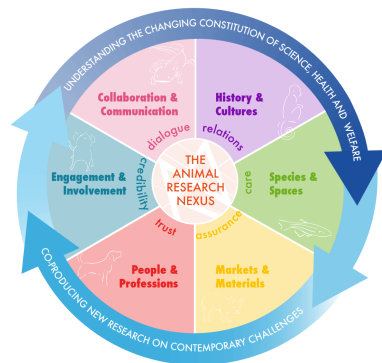 UNDERSTANDING THE CHANGING CONSTITUTION OF SCIENCE, HEALTH AND WELFARE
Collaboration &
Communication
dialogue
History &
Cultures
relations
Engagement &
Involvement
credibility
THE
ANIMAL
RESEARCH
NEXUS
care
Species &
Spaces
trust
assurance
People &
Professions
Markets &
Materials
CO-PRODUCING NEW RESEARCH ON CONTEMPORARY CHALLENGES